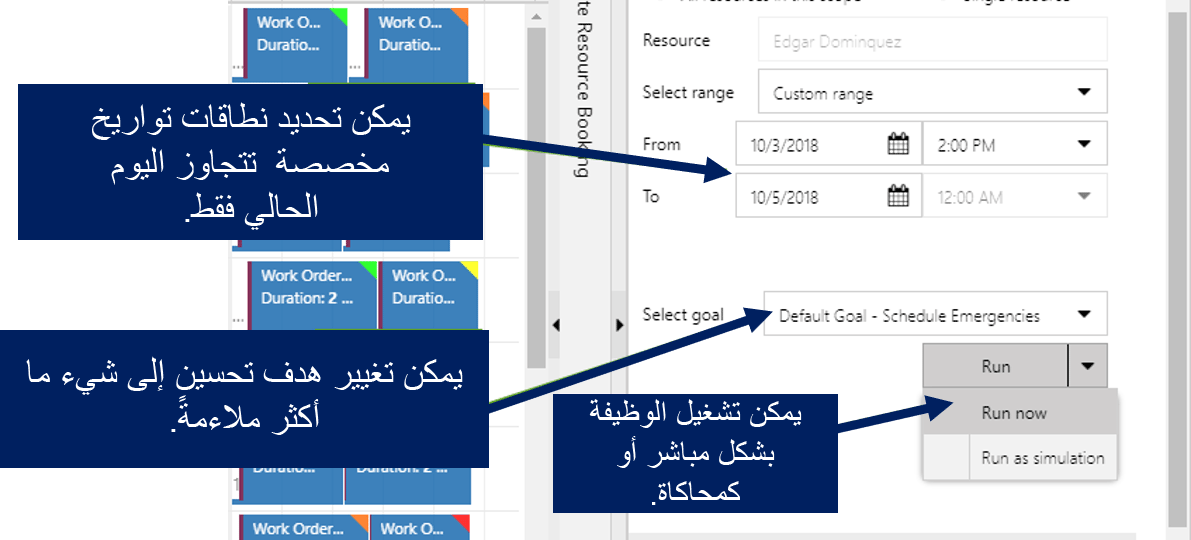 Work O...
Duratio...
Work O...
Duratio...
يمكن تحديد نطاقات تواريخ
مخصصة تتجاوز اليوم
الحالي فقط.
Work Order...
Duration: 2 ...
Work O...
Duratio...
يمكن تغيير هدف تحسين إلى شيء ما
أكثر ملاءمةً.
Duratio...
Duration: 2 ...
Work Order...
Work O...
te Resource Booking
Resource
Edgar Dominquez
Select range
Custom range
From
10/3/2018
2:00 PM
To
10/5/2018
12:00 AM
Select goal
Default Goal - Schedule Emergencies
Run
Run now
Run as simulation
يمكن تشغيل الوظيفة
بشكل مباشر أو
كمحاكاة.